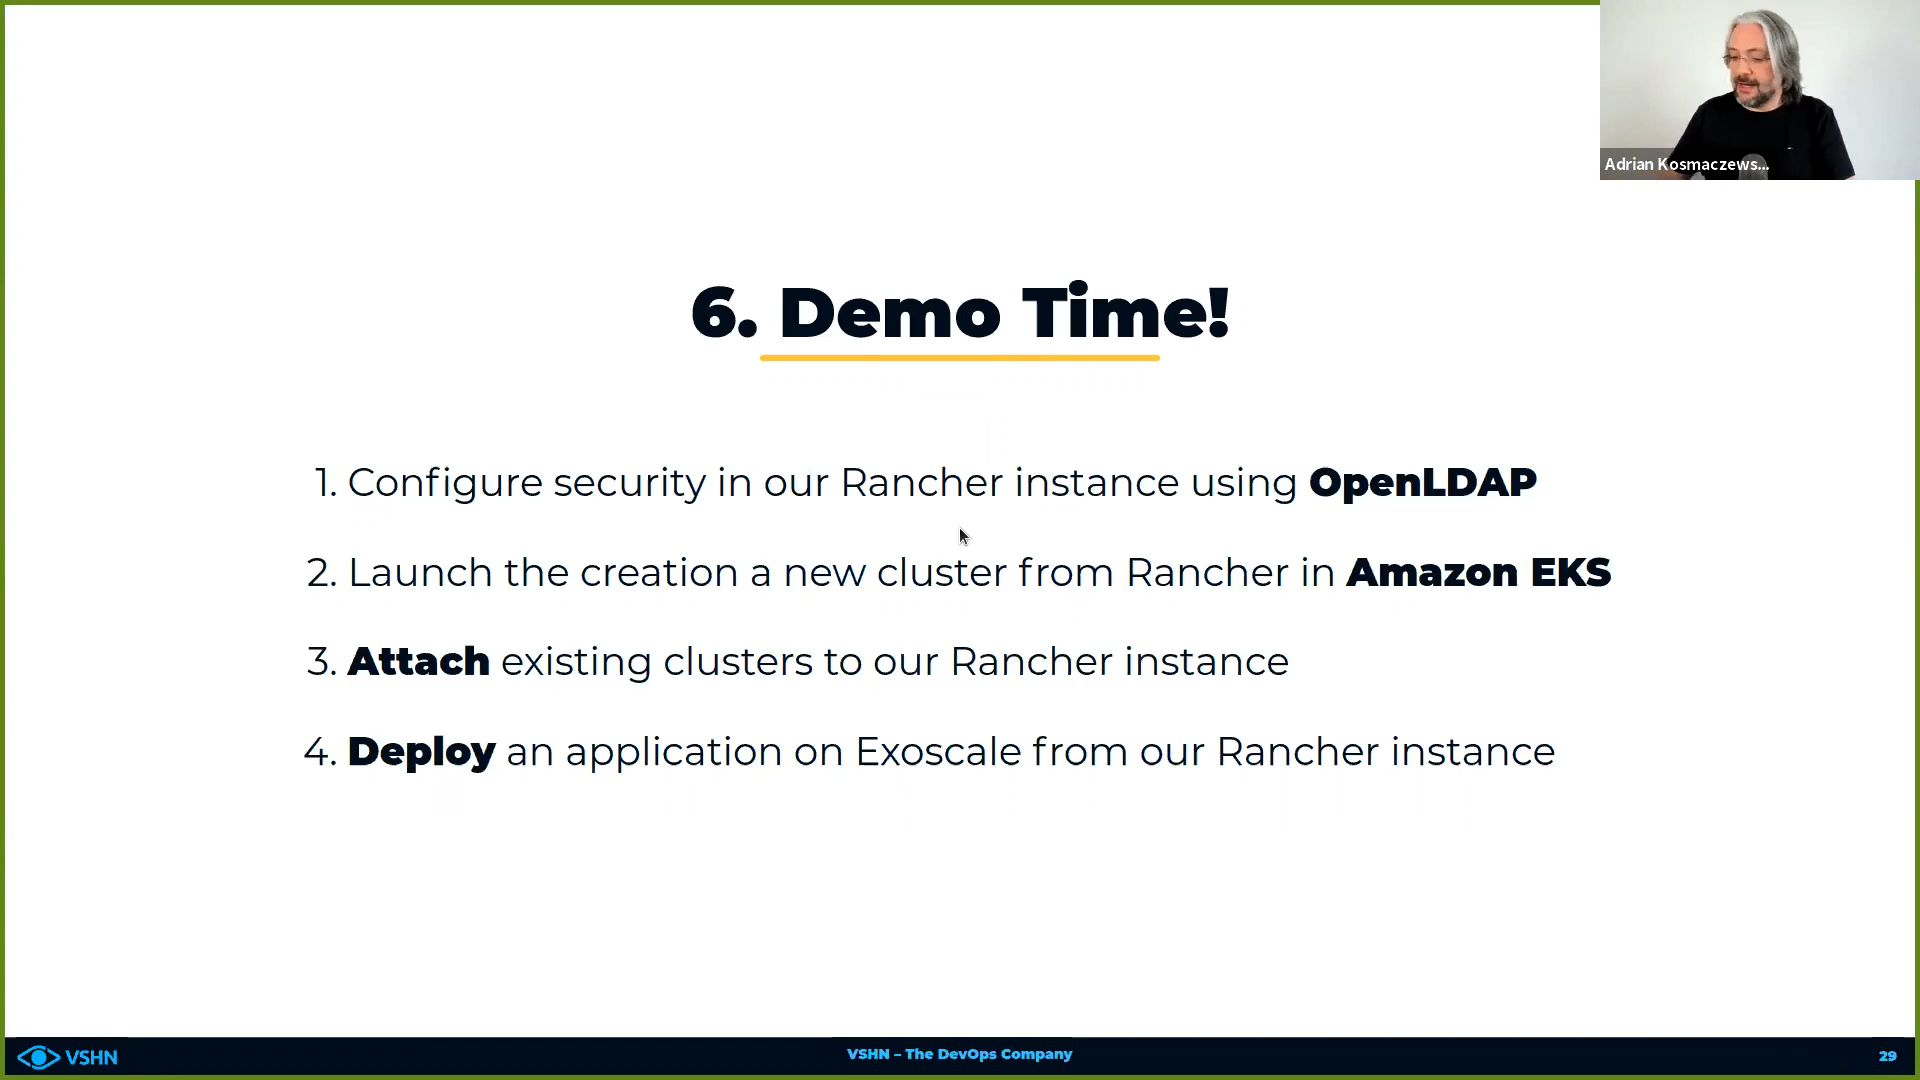 Adrian Kosmaczews...
6. Demo Time!
1. Configure security in our Rancher instance using OpenLDAP
2. Launch the creation a new cluster from Rancher in Amazon EKS
3. Attach existing clusters to our Rancher instance
4. Deploy an application on Exoscale from our Rancher instance
VSHN
VSHN – The DevOps Company
29